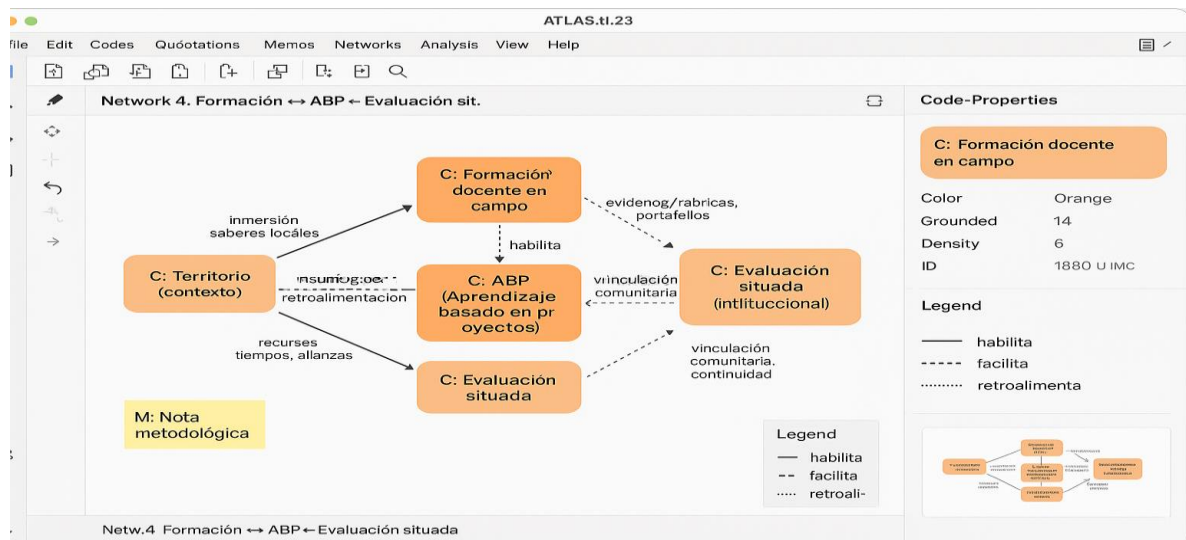 ATLAS.tl.23
file Edit Codes Quóotations Memos Networks Analysis View Help
Network 4. Formación ↔ ABP ← Evaluación sit.
C: Formación
docente en
campo
evidenog/rabricas,
portafellos
inmersión
saberes locáles
habilita
C: Territorio
(contexto)
retroalimentacion
C: ABP
(Aprendizaje
basado en pr
oyectos)
vinculación
comunitaria
C: Evaluación
situada
(intlituccional)
recurses
tiempos, allanzas
C: Evaluación
situada
vinculación
comunitaria.
continuidad
M: Nota
metodológica
Legend
habilita
facilita
retroali-
Netw.4 Formación ↔ ABP←Evaluación situada
Code-Properties
C: Formación docente
en campo
Color Orange
Grounded 14
Density 6
ID 1880 U IMC
Legend
habilita
facilita
retroalimenta